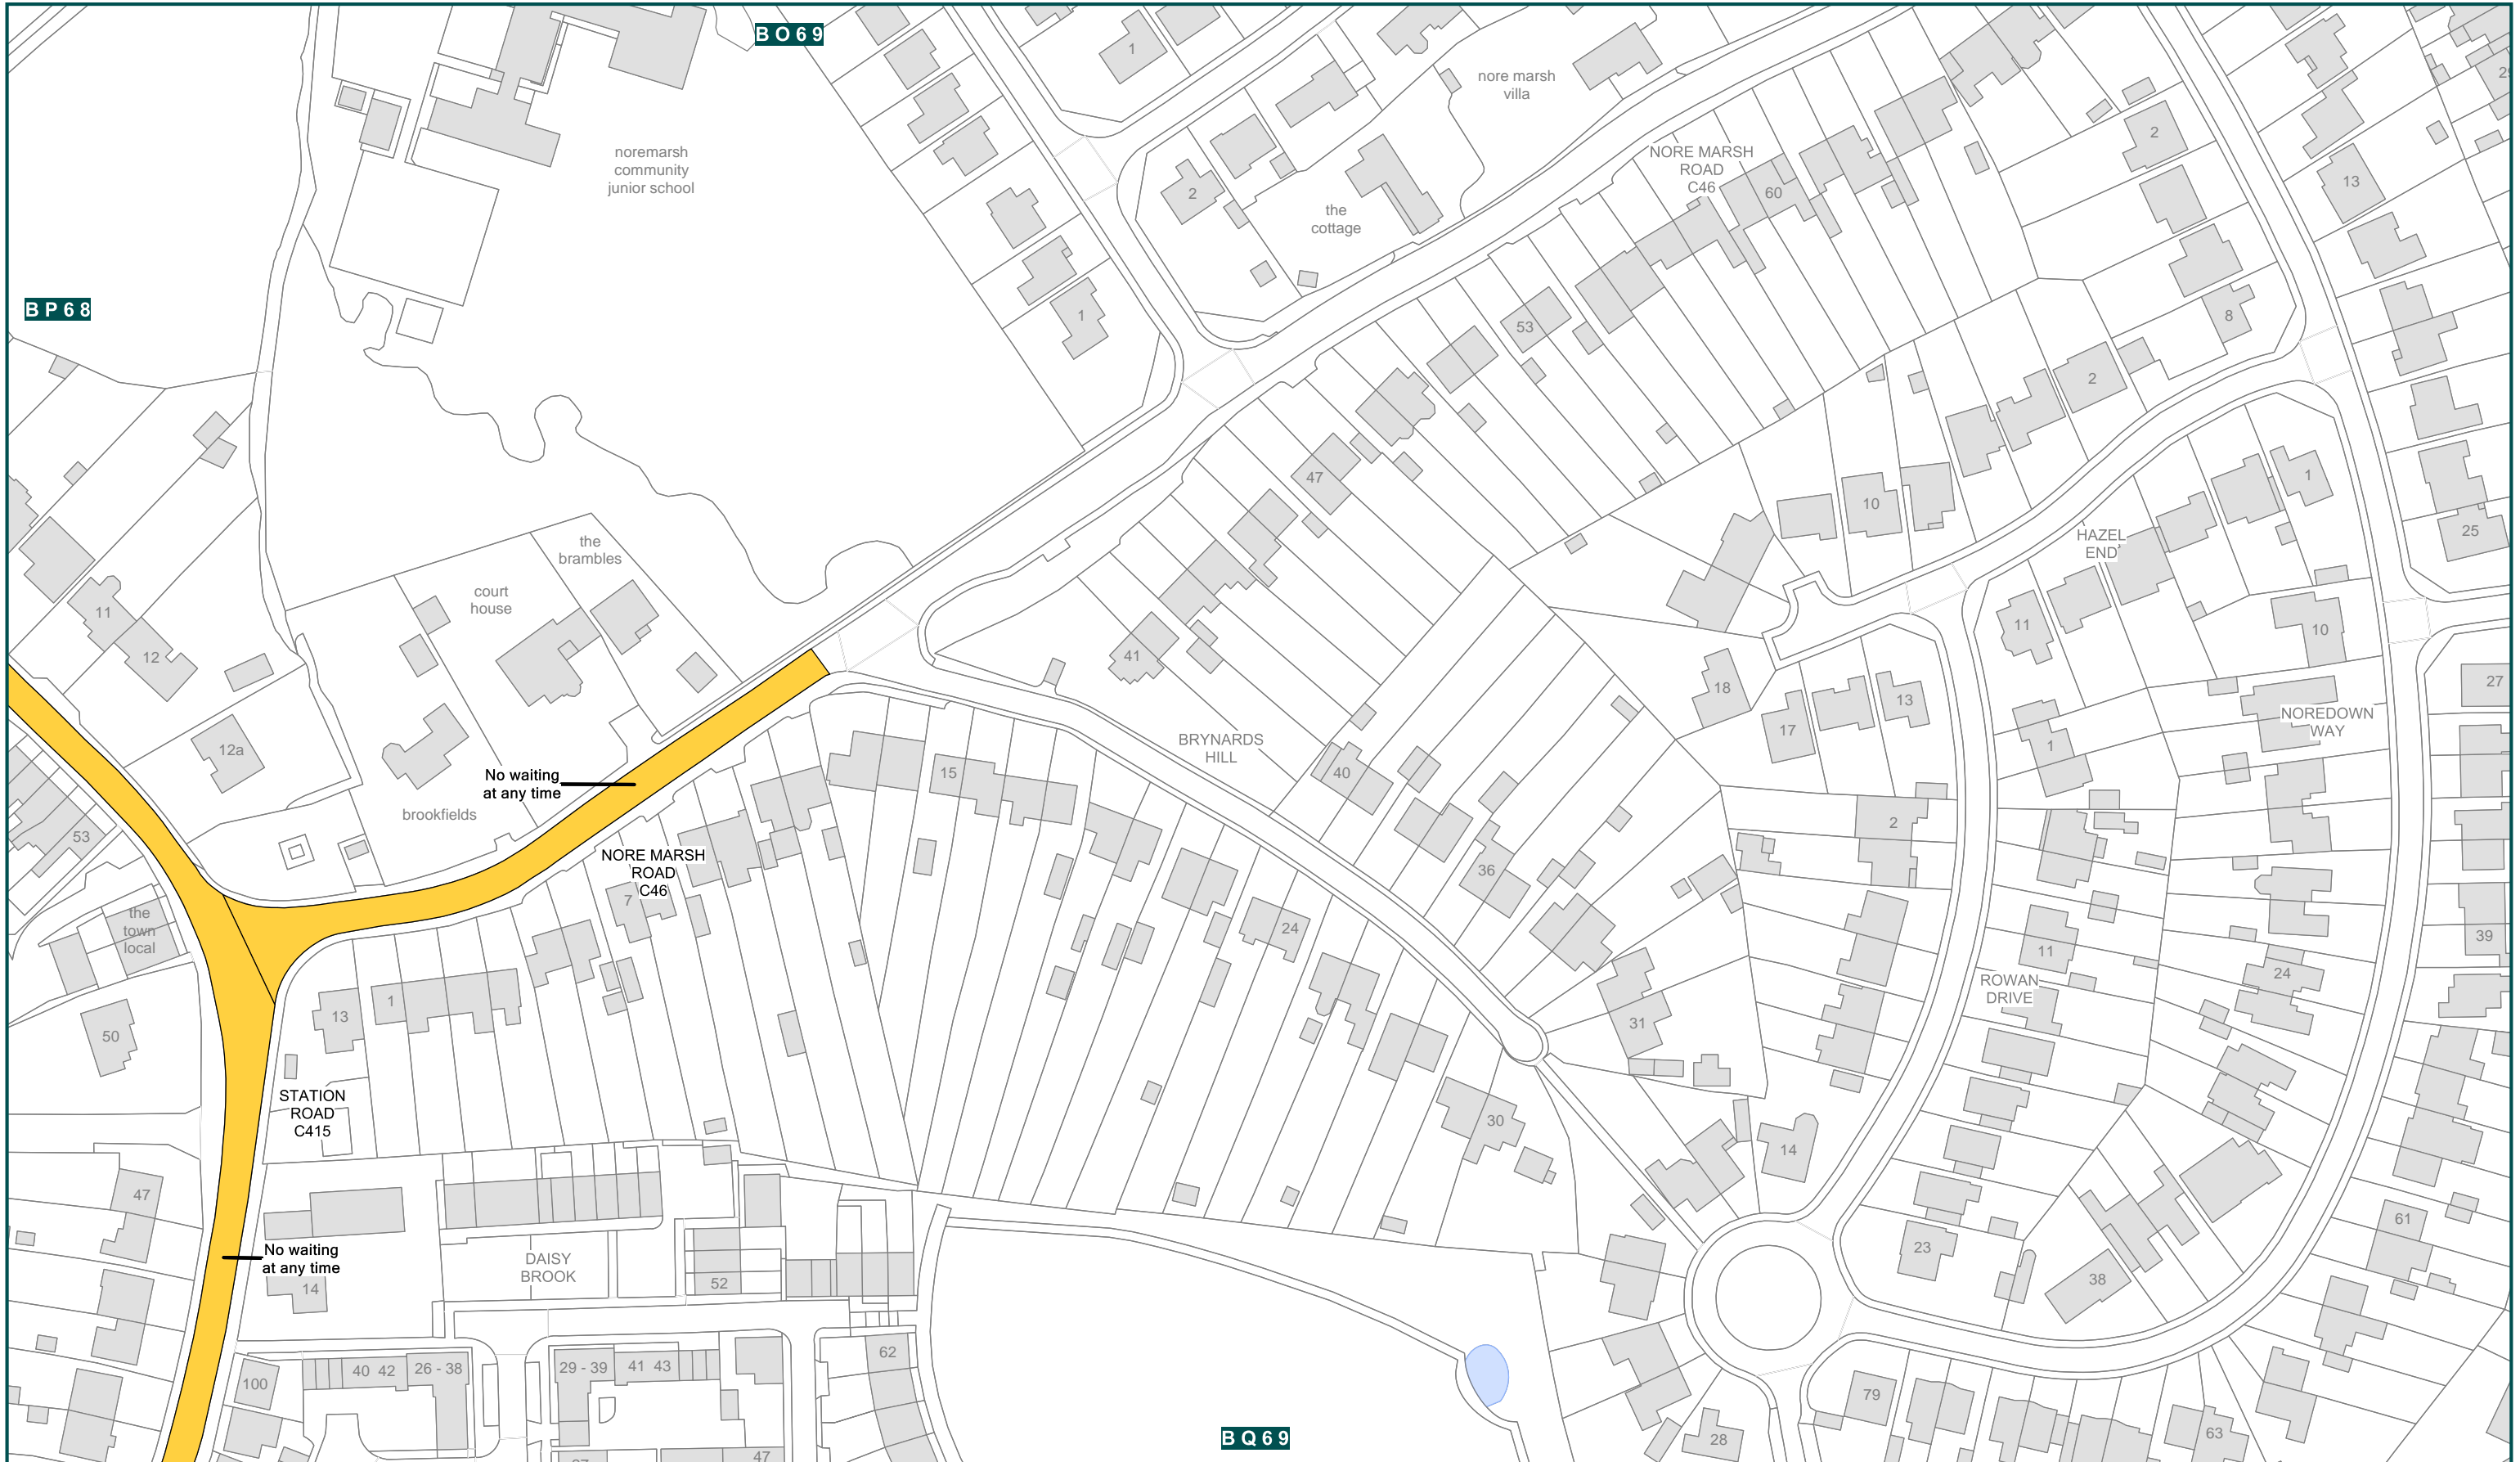 BO69
1
nore marsh
villa
29
2
noremarsh
community
junior school
NORE MARSH
ROAD
C46
60
13
2
the
cottage
BP68
1
53
8
2
47
10
1
25
HAZEL
END
the
brambles
court
house
11
12
41
11
10
18
13
17
27
NOREDOWN
WAY
1
12a
BRYNARDS
HILL
40
15
No waiting
at any time
brookfields
53
2
NORE MARSH
ROAD
C46
7
36
the
town
local
24
39
11
24
ROWAN
DRIVE
13
1
50
31
STATION
ROAD
C415
30
14
47
61
23
No waiting
at any time
14
DAISY
BROOK
52
38
62
100
40 42
26 - 38
29 - 39
41 43
79
BQ69
28
63
47